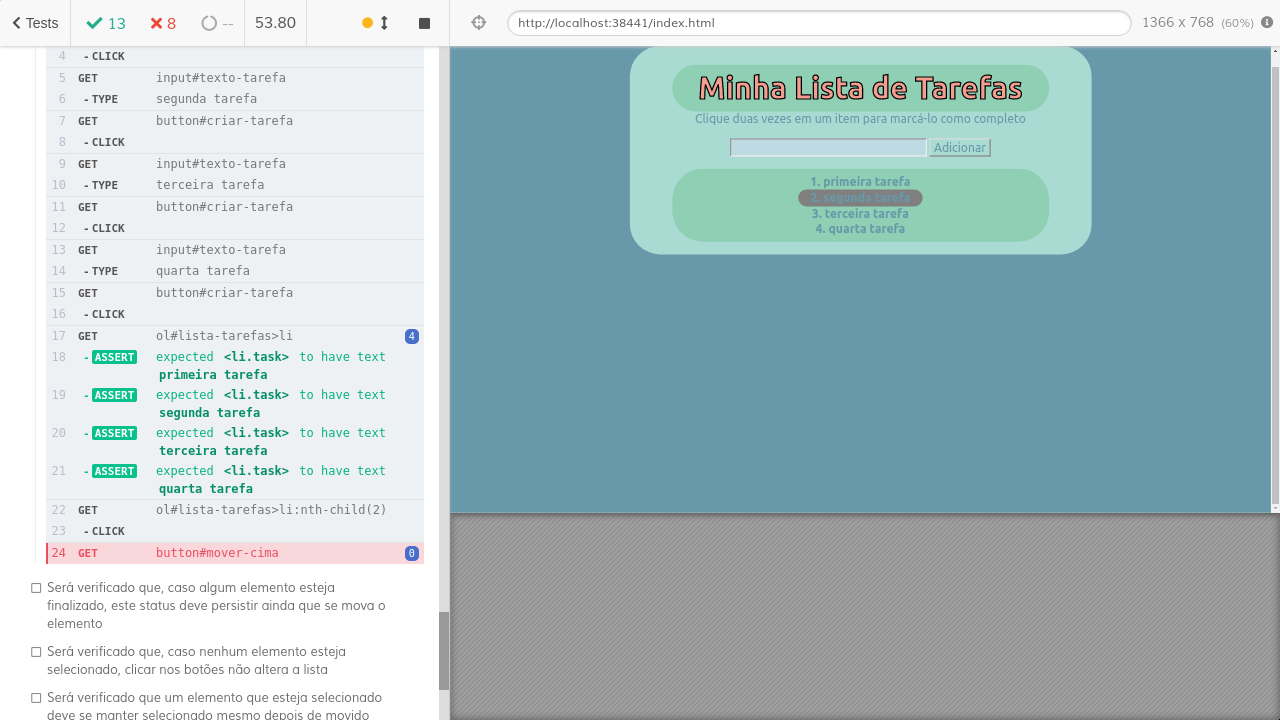 Tests
13
8
--
53.80
http://localhost:38441/index.html
1366 x 768 (60%)
4 - CLICK
5 GET input#texto-tarefa
6 - TYPE segunda tarefa
7 GET button#criar-tarefa
8 - CLICK
9 GET input#texto-tarefa
10 - TYPE terceira tarefa
11 GET button#criar-tarefa
12 - CLICK
13 GET input#texto-tarefa
14 - TYPE quarta tarefa
15 GET button#criar-tarefa
16 - CLICK
17 GET ol#lista-tarefas>li 4
18 - ASSERT expected <li.task> to have text
primeira tarefa
19 - ASSERT expected <li.task> to have text
segunda tarefa
20 - ASSERT expected <li.task> to have text
terceira tarefa
21 - ASSERT expected <li.task> to have text
quarta tarefa
22 GET ol#lista-tarefas>li:nth-child(2)
23 - CLICK
24 GET button#mover-cima 0
Será verificado que, caso algum elemento esteja
finalizado, este status deve persistir ainda que se mova o
elemento
Será verificado que, caso nenhum elemento esteja
selecionado, clicar nos botões não altera a lista
Será verificado que um elemento que esteja selecionado
deve se manter selecionado mesmo depois de movido
Minha Lista de Tarefas
Clique duas vezes em um item para marcá-lo como completo
Adicionar
1. primeira tarefa
2. segunda tarefa
3. terceira tarefa
4. quarta tarefa